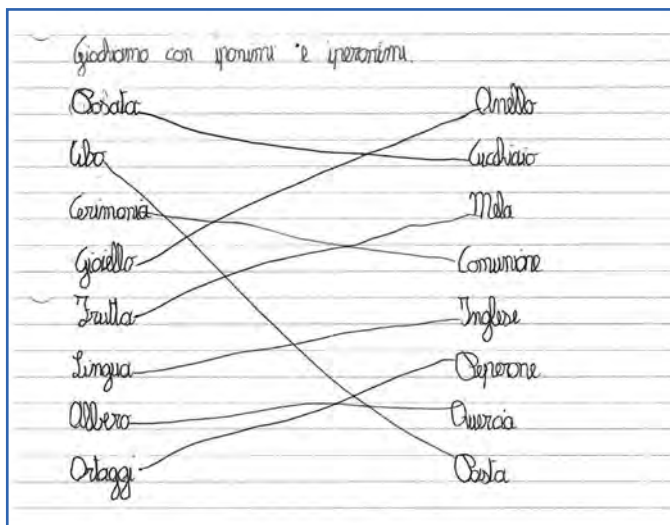 Giochiamo con iponimi e iperonimi.
Posata Anello
Cibo Cucchiaio
Cerimonia Mela
Gioiello Comunione
Frutta Inglese
Lingua Peperone
Albero Quercia
Ortaggi Pasta